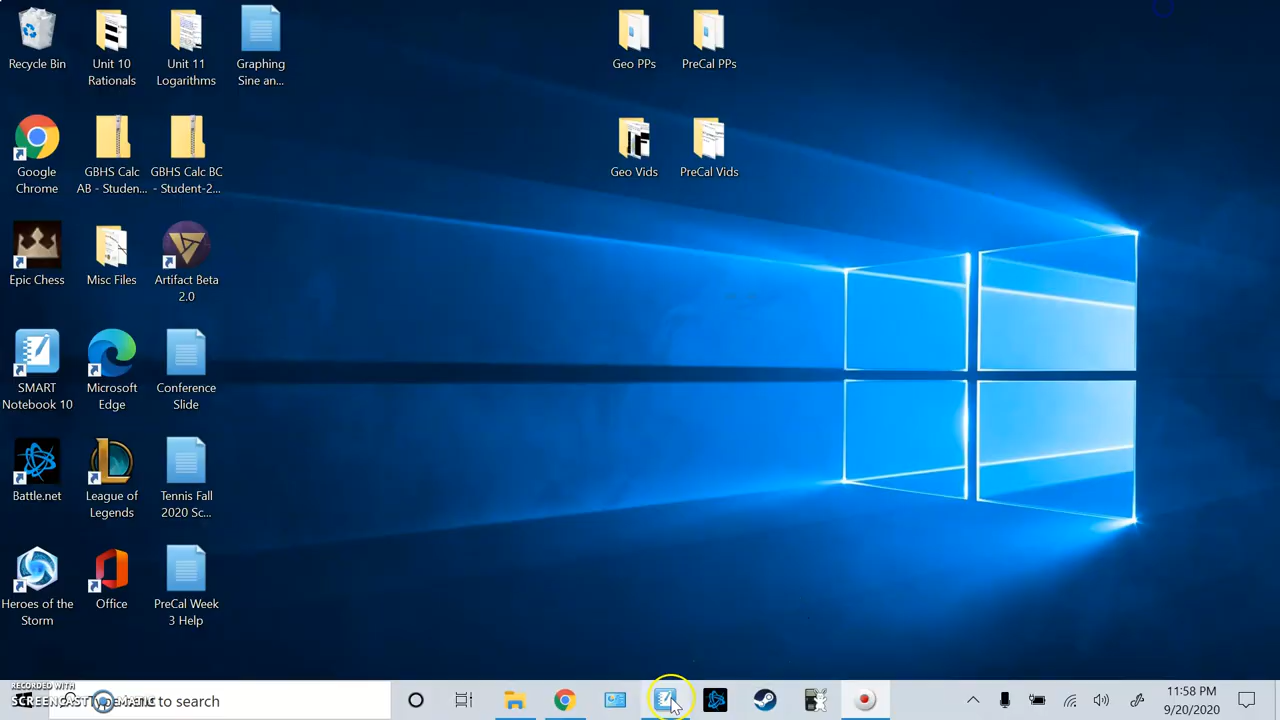 Recycle Bin
Unit 10
Rationals
Unit 11
Logarithms
Graphing
Sine an...
Geo PPs
PreCal PPs
Google
Chrome
GBHS Calc
AB - Studen...
GBHS Calc BC
- Student-2...
Geo Vids
PreCal Vids
Epic Chess
Misc Files
Artifact Beta
2.0
SMART
Notebook 10
Microsoft
Edge
Conference
Slide
Battle.net
League of
Legends
Tennis Fall
2020 Sc...
Heroes of the
Storm
Office
PreCal Week
3 Help
RECORDED WITH
SCREENCAST-O-MATIC
to search
11:58 PM
9/20/2020